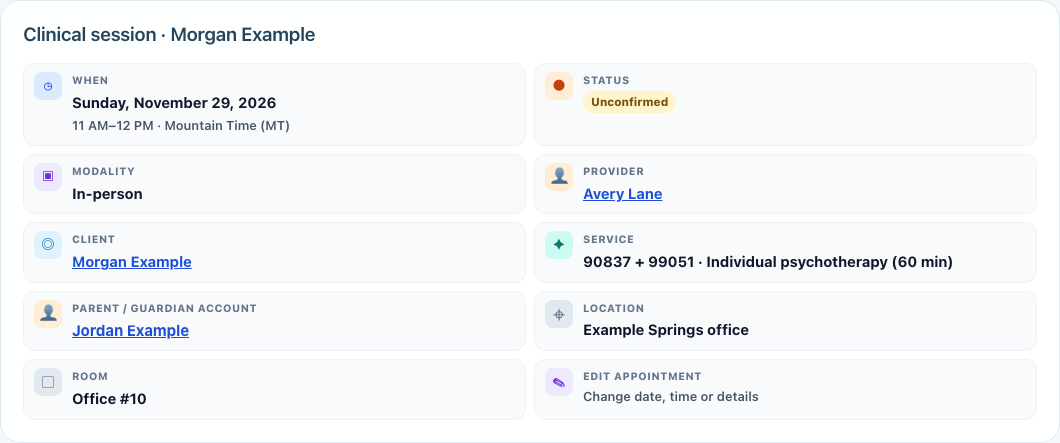 Clinical session · Morgan Example
WHEN
Sunday, November 29, 2026
11 AM–12 PM · Mountain Time (MT)
STATUS
Unconfirmed
MODALITY
In-person
PROVIDER
Avery Lane
CLIENT
Morgan Example
SERVICE
90837 + 99051 · Individual psychotherapy (60 min)
PARENT / GUARDIAN ACCOUNT
Jordan Example
LOCATION
Example Springs office
ROOM
Office #10
EDIT APPOINTMENT
Change date, time or details